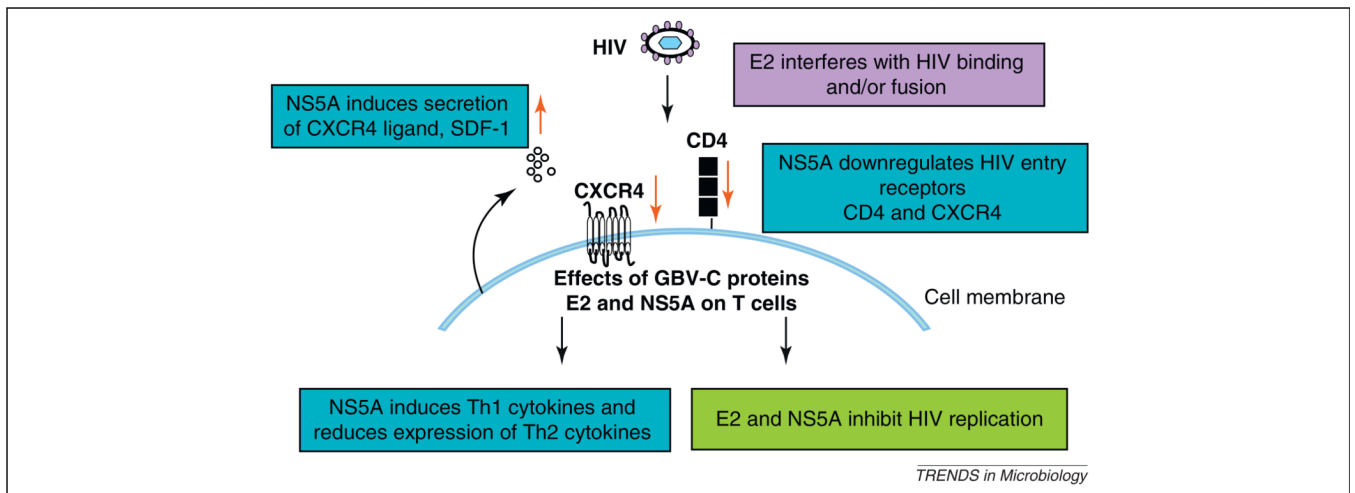 HIV
E2 interferes with HIV binding
and/or fusion
NS5A induces secretion
of CXCR4 ligand, SDF-1
CD4
NS5A downregulates HIV entry
receptors
CD4 and CXCR4
CXCR4
Effects of GBV-C proteins
E2 and NS5A on T cells
Cell membrane
NS5A induces Th1 cytokines and
reduces expression of Th2 cytokines
E2 and NS5A inhibit HIV replication
TRENDS in Microbiology